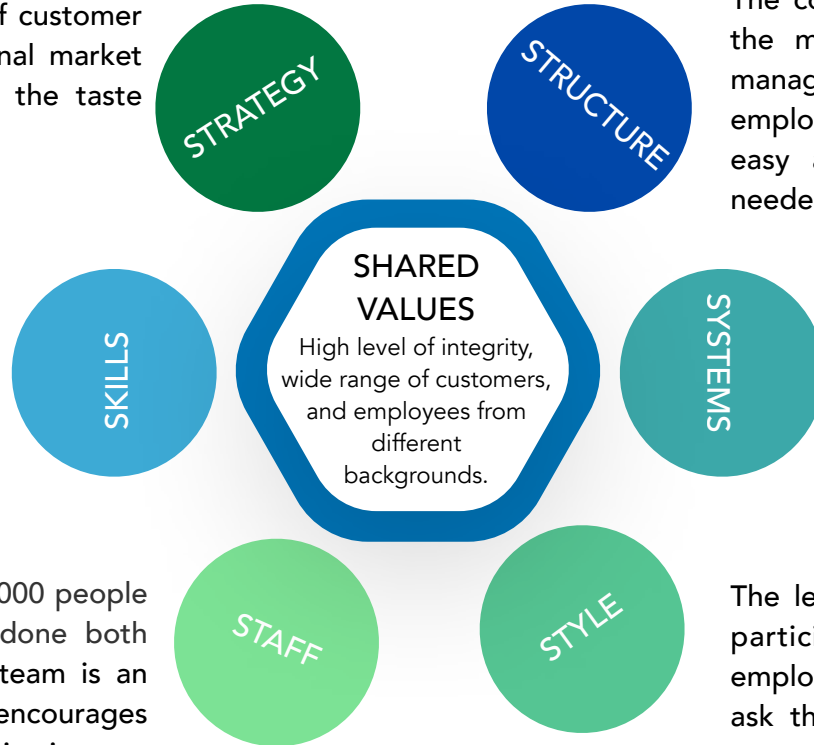 f customer
nal market
the taste
STRATEGY
STRUCTURE
The co
the m
manag
emplo
easy a
neede
SHARED
VALUES
High level of integrity,
wide range of customers,
and employees from
different
backgrounds.
SKILLS
SYSTEMS
000 people
done both
team is an
encourages
STAFF
STYLE
The le
partici
emplo
ask th